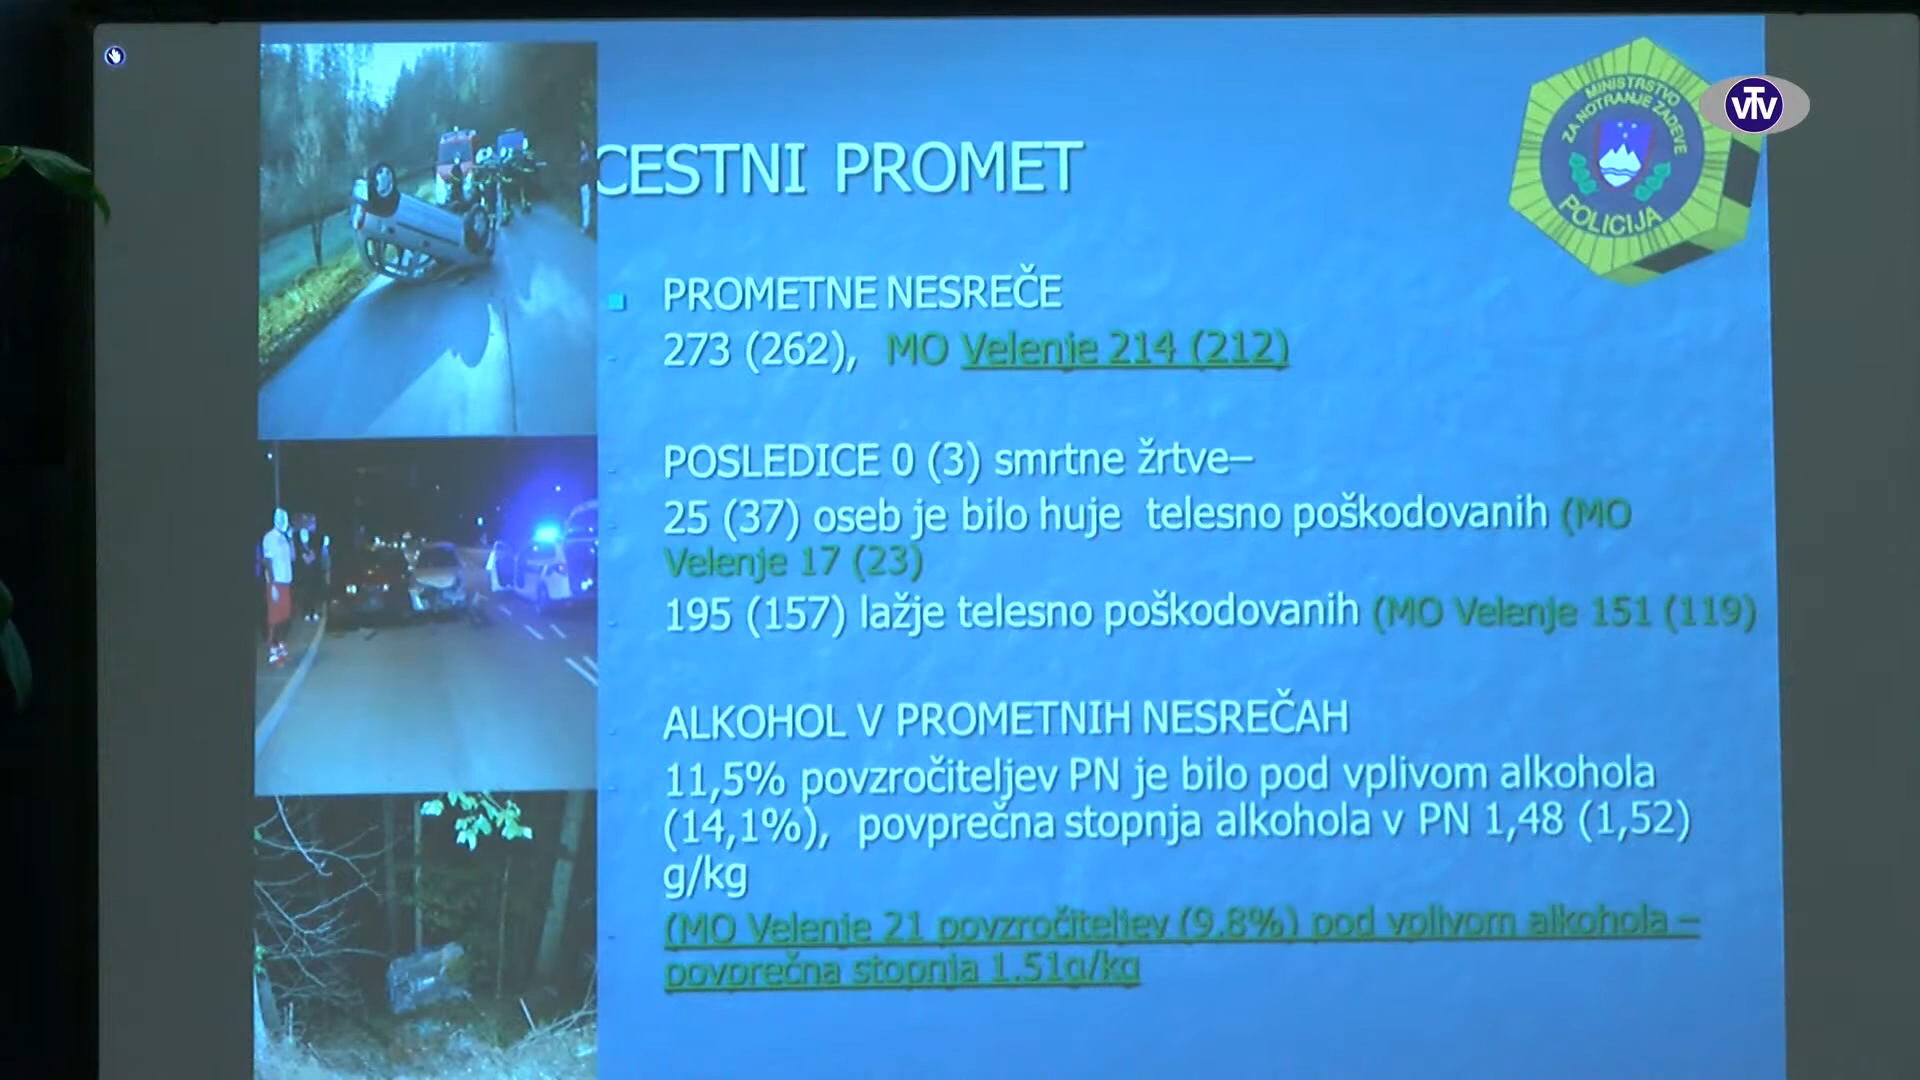 MINISTRSTVO
ZA NOTRANJE ZADEVE
POLICIJA
VTV
CESTNI PROMET
PROMETNE NESREČE
273 (262), MO Velenje 214 (212)
POSLEDICE 0 (3) smrtne žrtve–
25 (37) oseb je bilo huje telesno poškodovanih (MO
Velenje 17 (23)
195 (157) lažje telesno poškodovanih (MO Velenje 151 (119)
ALKOHOL V PROMETNIH NESREČAH
11,5% povzročiteljev PN je bilo pod vplivom alkohola
(14,1%), povprečna stopnja alkohola v PN 1,48 (1,52)
g/kg
(MO Velenje 21 povzročiteljev (9.8%) pod vplivom alkohola –
povprečna stopnja 1.51g/kg